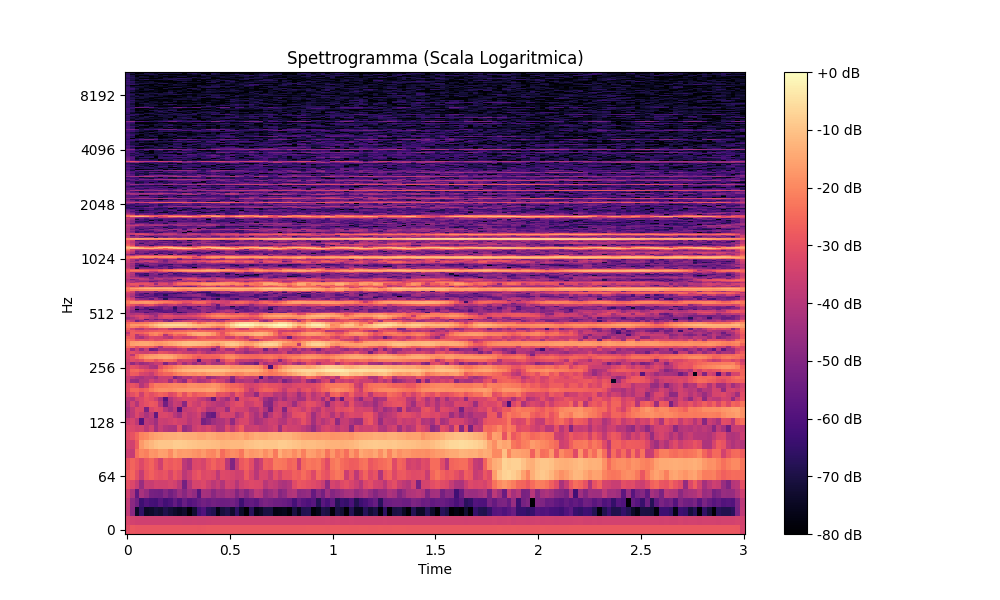 Spettrogramma (Scala Logaritmica)
Hz
8192
4096
2048
1024
512
256
128
64
0
0
0.5
1
1.5
2
2.5
3
Time
+0 dB
-10 dB
-20 dB
-30 dB
-40 dB
-50 dB
-60 dB
-70 dB
-80 dB